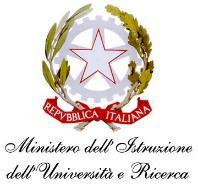 REPVBBLICA ITALIANA
Ministero dell'Istruzione
dell'Università e Ricerca